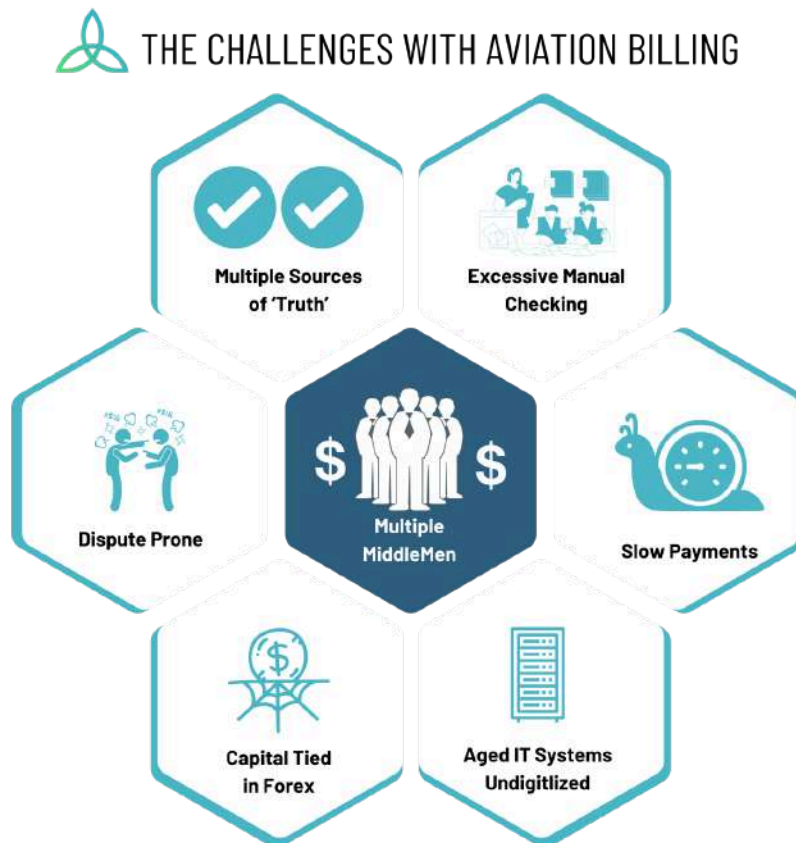 THE CHALLENGES WITH AVIATION BILLING
Multiple Sources
of 'Truth'
Excessive Manual
Checking
Dispute Prone
$ $
Multiple
MiddleMen
Slow Payments
$
Capital Tied
in Forex
Aged IT Systems
Undigitlized